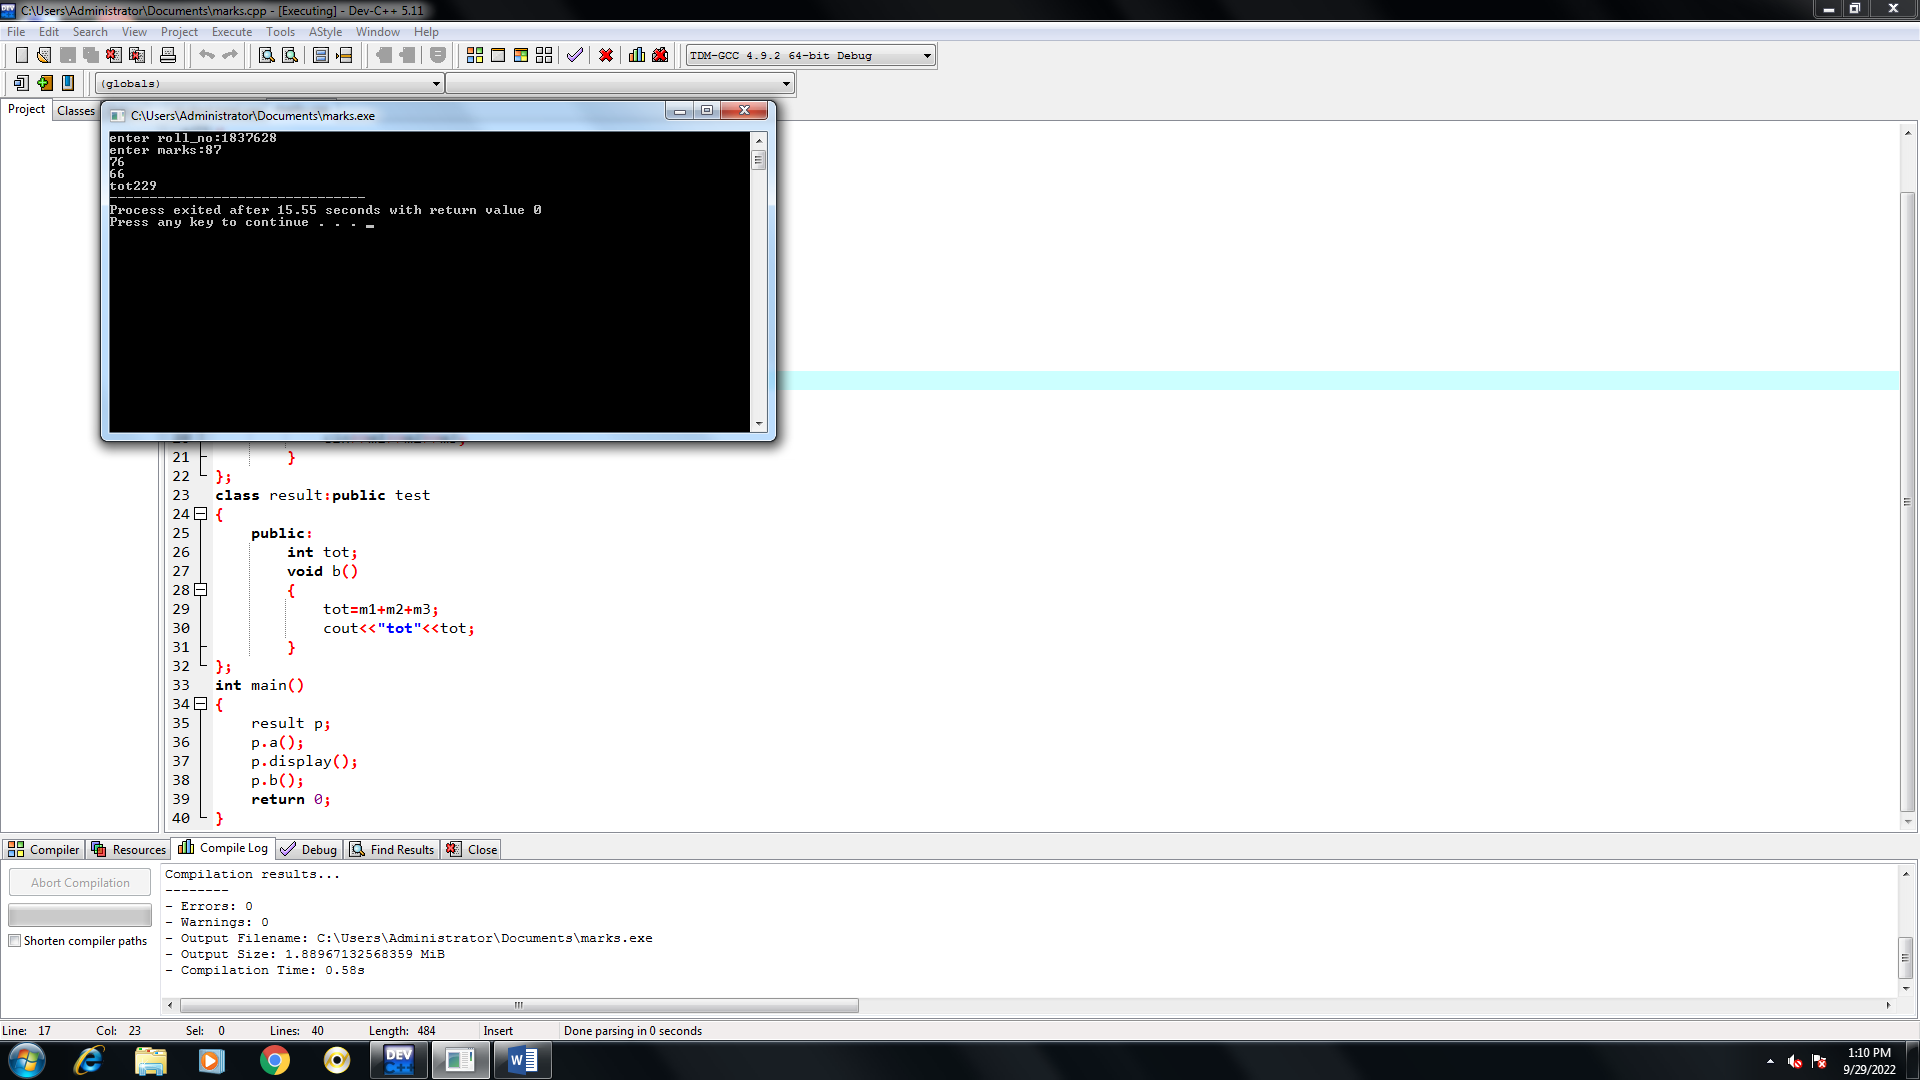 C:\Users\Administrator\Documents\marks.cpp - [Executing] - Dev-C++ 5.11
File Edit Search View Project Execute Tools AStyle Window Help
TDM-GCC 4.9.2 64-bit Debug
(globals)
Project Classes
C:\Users\Administrator\Documents\marks.exe
enter roll_no:1837628
enter marks:87
76
66
tot229
--------------------------------
Process exited after 15.55 seconds with return value 0
Press any key to continue . . .
21 }
22 };
23 class result:public test
24 {
25 public:
26 int tot;
27 void b()
28 {
29 tot=m1+m2+m3;
30 cout<<"tot"<<tot;
31 }
32 };
33 int main()
34 {
35 result p;
36 p.a();
37 p.display();
38 p.b();
39 return 0;
40 }
Compiler Resources Compile Log Debug Find Results Close
Abort Compilation
Shorten compiler paths
Compilation results...
--------
- Errors: 0
- Warnings: 0
- Output Filename: C:\Users\Administrator\Documents\marks.exe
- Output Size: 1.88967132568359 MiB
- Compilation Time: 0.58s
Line: 17 Col: 23 Sel: 0 Lines: 40 Length: 484 Insert Done parsing in 0 seconds
DEV C++
W
1:10 PM
9/29/2022